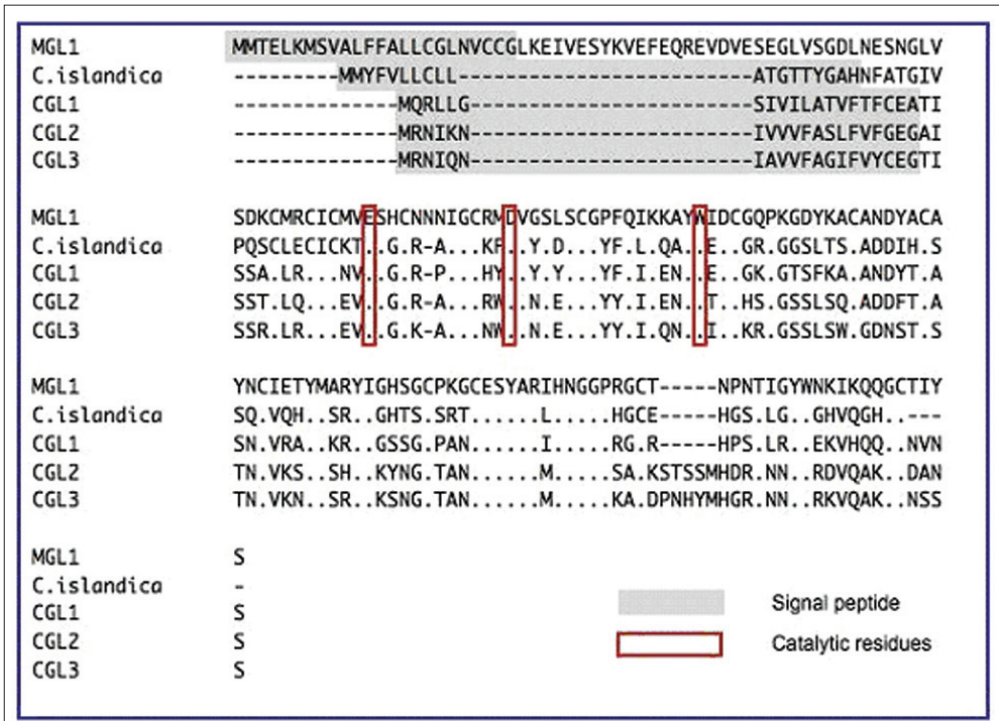 MGL1 MMTELKMSVALFFALLCGLNVCCGLKEIVESYKVEFEQREVDVESEGLVSGDLNESNGLV
C.islandica ----------MMYFVLLCLL-----------------------------ATGTTYGAHNFATGIV
CGL1 ----------------MQRLLG----------------------------SIVILATVFTFCEATI
CGL2 ----------------MRNIKN----------------------------IVVVFASLFVFGEGAI
CGL3 ----------------MRNIQN----------------------------IAVVFAGIFVYCEGTI
MGL1 SDKCMRCICMVESHCNNNIGCRMDVGSLSCGPFQIKKAYWIDCGQPKGDYKACANDYACA
C.islandica PQSCLECICKT..G.R-A...KF..Y.D...YF.L.QA..E..GR.GGSLTS.ADDIH.S
CGL1 SSA.LR...NV..G.R-P...HY..Y.Y...YF.I.EN..E..GK.GTSFKA.ANDYT.A
CGL2 SST.LQ...EV..G.R-A...RW..N.E...YY.I.EN..T..HS.GSSLSQ.ADDFT.A
CGL3 SSR.LR...EV..G.K-A...NW..N.E...YY.I.QN..I..KR.GSSLSW.GDNST.S
MGL1 YNCIETYMARYIGHSGCPKGCESYARIHNGGPRGCT-----NPNTIGYWNKIKQQGCTIY
C.islandica SQ.VQH..SR..GHTS.SRT......L.....HGCE-----HGS.LG..GHVQGH..---
CGL1 SN.VRA..KR..GSSG.PAN......I.....RG.R-----HPS.LR..EKVHQQ..NVN
CGL2 TN.VKS..SH..KYNG.TAN......M.....SA.KSTSSMHDR.NN..RDVQAK..DAN
CGL3 TN.VKN..SR..KSNG.TAN......M.....KA.DPNHYMHGR.NN..RKVQAK..NSS
MGL1 S
C.islandica -
CGL1 S
CGL2 S
CGL3 S
Signal peptide
Catalytic residues